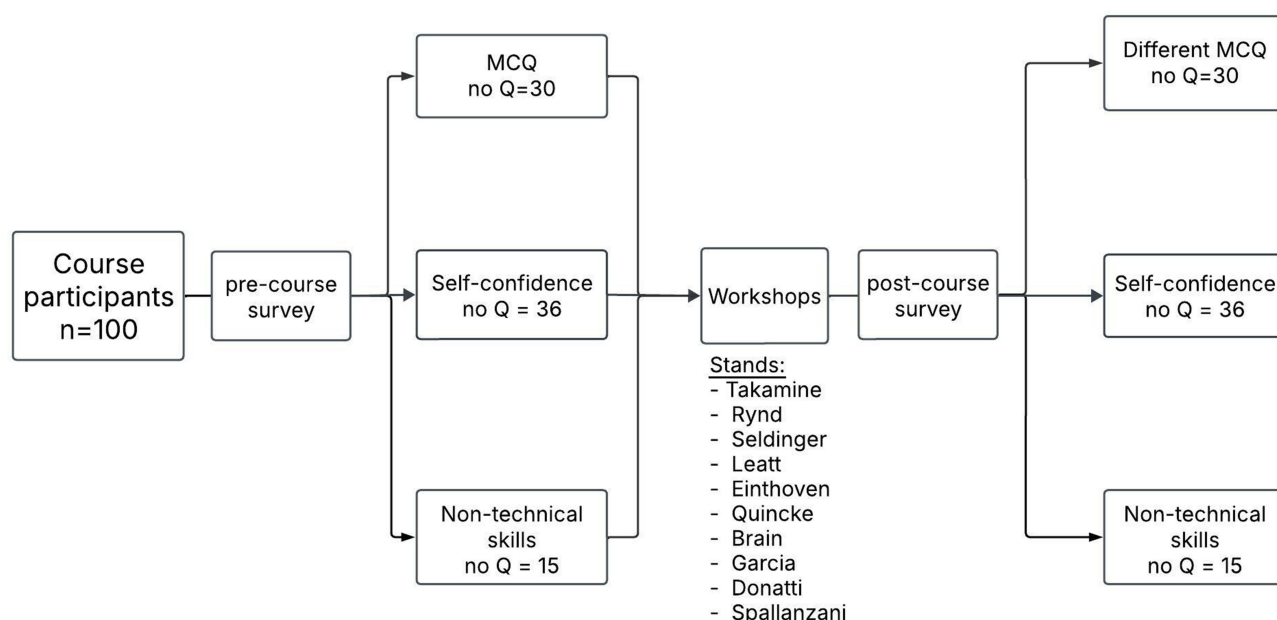 Course
participants
n=100
pre-course
survey
MCQ
no Q=30
Self-confidence
no Q = 36
Non-technical
skills
no Q = 15
Workshops
Stands:
- Takamine
- Rynd
- Seldinger
- Leatt
- Einthoven
- Quincke
- Brain
- Garcia
- Donatti
- Spallanzani
post-course
survey
Different MCQ
no Q=30
Self-confidence
no Q = 36
Non-technical
skills
no Q = 15